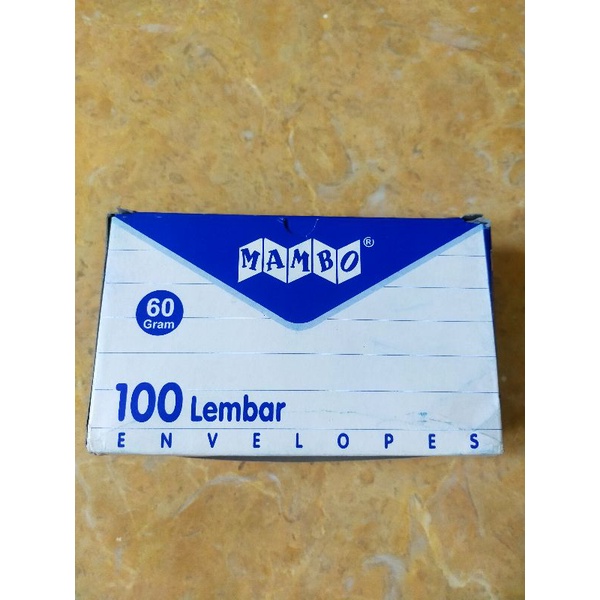 MAMBO ®
60
Gram
100 Lembar
ENVELOPES